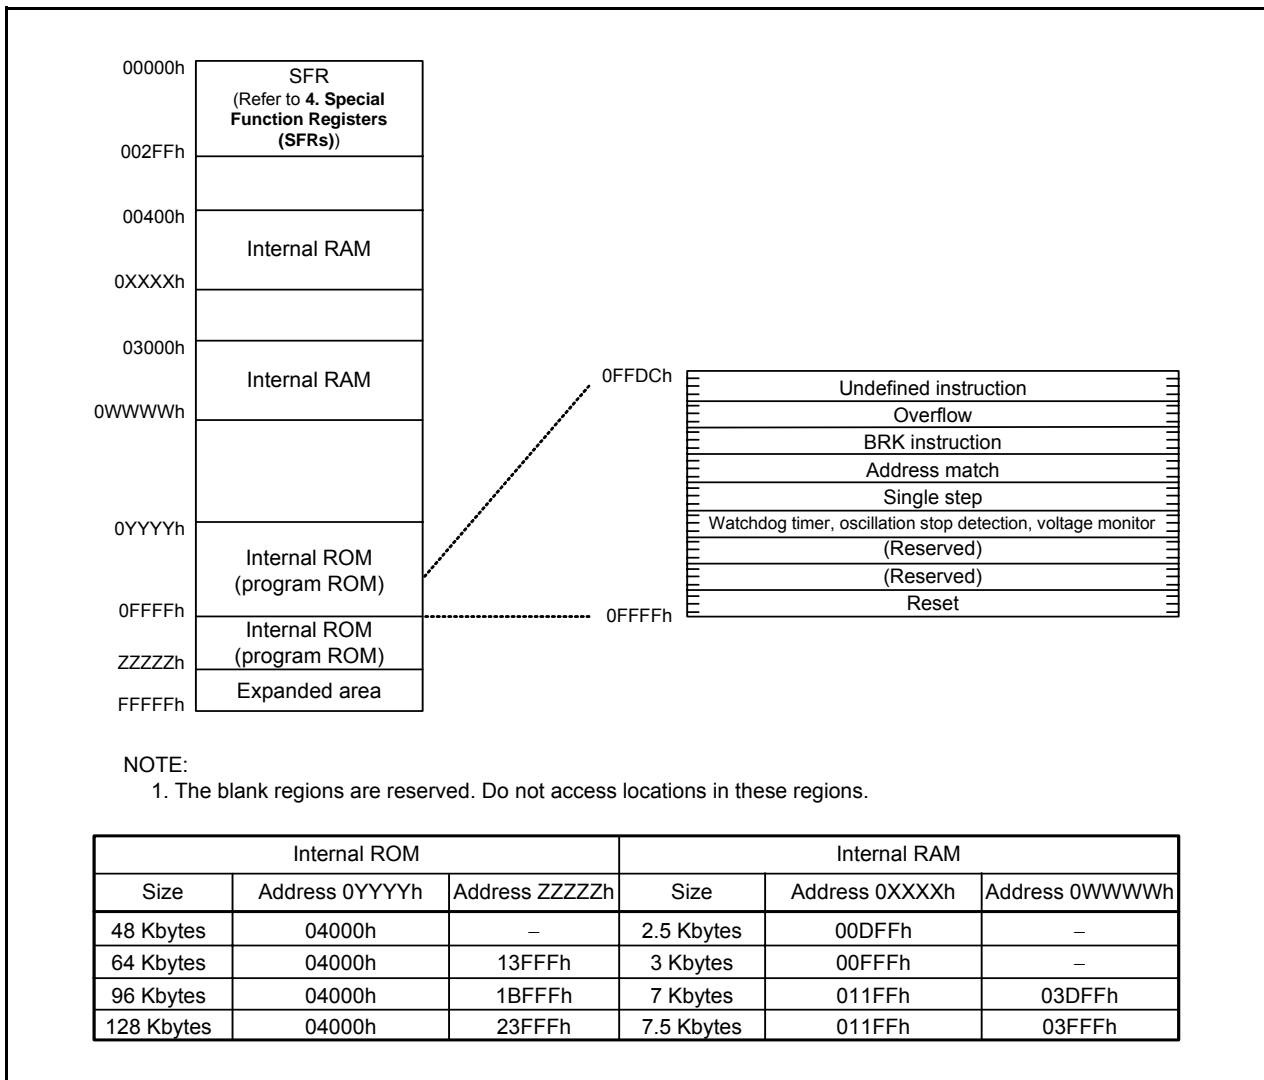 00000h
SFR
(Refer to 4. Special
Function Registers
(SFRs))
002FFh
00400h
Internal RAM
0XXXXh
03000h
Internal RAM
0WWWWh
0YYYYh
Internal ROM
(program ROM)
0FFFFh
Internal ROM
(program ROM)
ZZZZZh
Expanded area
FFFFFh
0FFDCh
Undefined instruction
Overflow
BRK instruction
Address match
Single step
Watchdog timer, oscillation stop detection, voltage monitor
(Reserved)
(Reserved)
Reset
0FFFFh
NOTE:
1. The blank regions are reserved. Do not access locations in these regions.
Internal ROM Internal RAM
Size Address 0YYYYh Address ZZZZZh Size Address 0XXXXh Address 0WWWWh
48 Kbytes 04000h – 2.5 Kbytes 00DFFh –
64 Kbytes 04000h 13FFFh 3 Kbytes 00FFFh –
96 Kbytes 04000h 1BFFFh 7 Kbytes 011FFh 03DFFh
128 Kbytes 04000h 23FFFh 7.5 Kbytes 011FFh 03FFFh